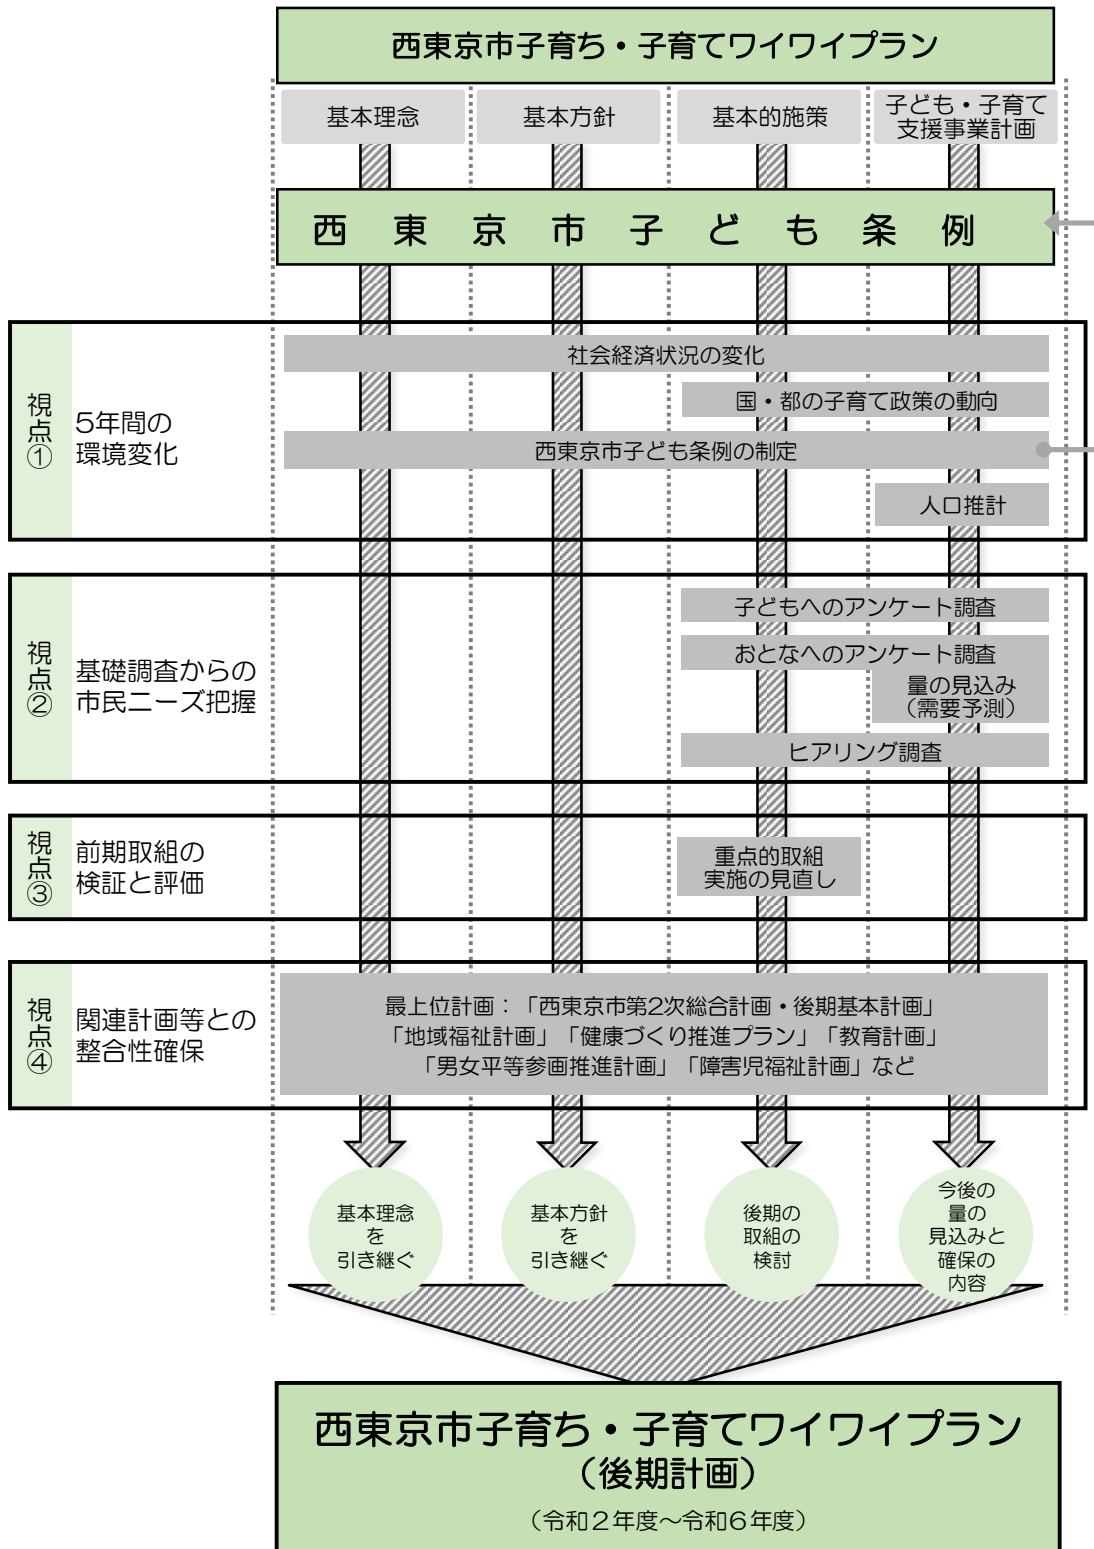 西東京市子育ち・子育てワイワイプラン
基本理念
基本方針
基本的施策
子ども・子育て
支援事業計画
西東京市子ども条例
視点①
5年間の
環境変化
社会経済状況の変化
国・都の子育て政策の動向
西東京市子ども条例の制定
人口推計
視点②
基礎調査からの
市民ニーズ把握
子どもへのアンケート調査
おとなへのアンケート調査
量の見込み
（需要予測）
ヒアリング調査
視点③
前期取組の
検証と評価
重点的取組
実施の見直し
視点④
関連計画等との
整合性確保
最上位計画：「西東京市第2次総合計画・後期基本計画」
「地域福祉計画」「健康づくり推進プラン」「教育計画」
「男女平等参画推進計画」「障害児福祉計画」など
基本理念
を
引き継ぐ
基本方針
を
引き継ぐ
後期の
取組の
検討
今後の
量の
見込みと
確保の
内容
西東京市子育ち・子育てワイワイプラン
（後期計画）
（令和２年度～令和６年度）